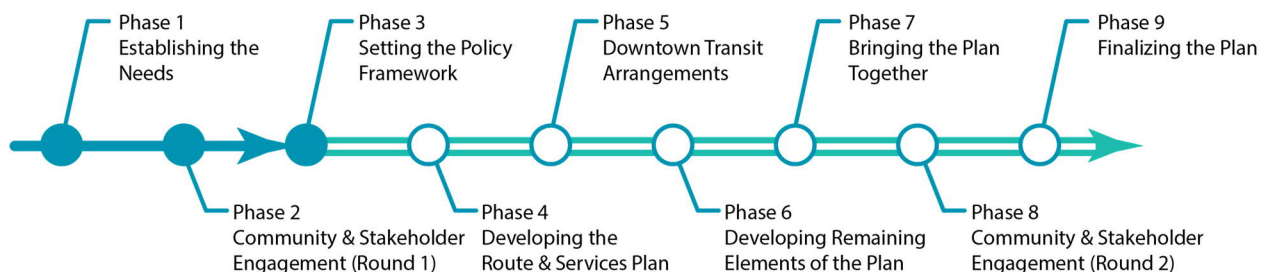 Phase 1
Establishing the
Needs
Phase 2
Community & Stakeholder
Engagement (Round 1)
Phase 3
Setting the Policy
Framework
Phase 4
Developing the
Route & Services Plan
Phase 5
Downtown Transit
Arrangements
Phase 6
Developing Remaining
Elements of the Plan
Phase 7
Bringing the Plan
Together
Phase 8
Community & Stakeholder
Engagement (Round 2)
Phase 9
Finalizing the Plan